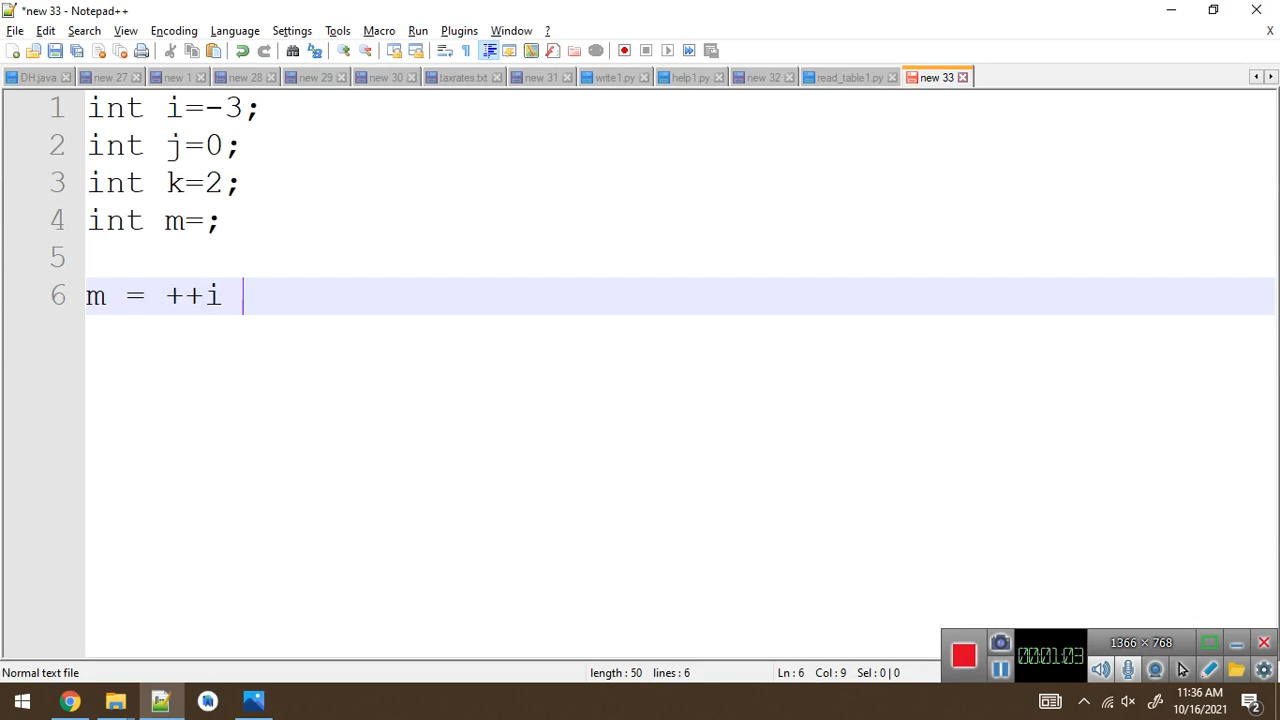 *new 33 - Notepad++
File Edit Search View Encoding Language Settings Tools Macro Run Plugins Window ?
X
DH.java new 27 new 1 new 28 new 29 new 30 taxrates.txt new 31 write1.py help1.py new 32 read_table1.py new 33
1 int i=-3;
2 int j=0;
3 int k=2;
4 int m=;
5
6 m = ++i
1366 × 768
00:01:03
Normal text file length : 50 lines : 6 Ln : 6 Col : 9 Sel : 0 | 0
11:36 AM
10/16/2021
2